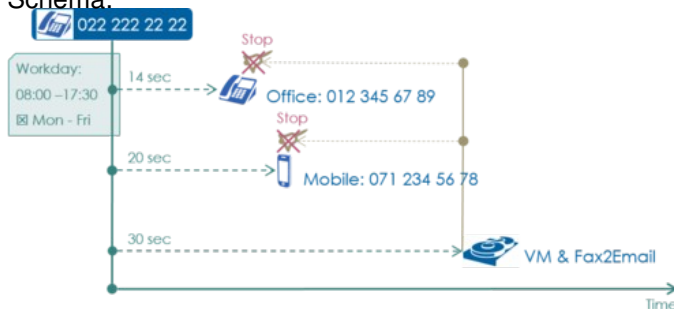 Schema:
022 222 22 22
Stop
Workday:
08:00 –17:30
☒ Mon - Fri
14 sec
Office: 012 345 67 89
Stop
20 sec
Mobile: 071 234 56 78
30 sec
VM & Fax2Email
Time